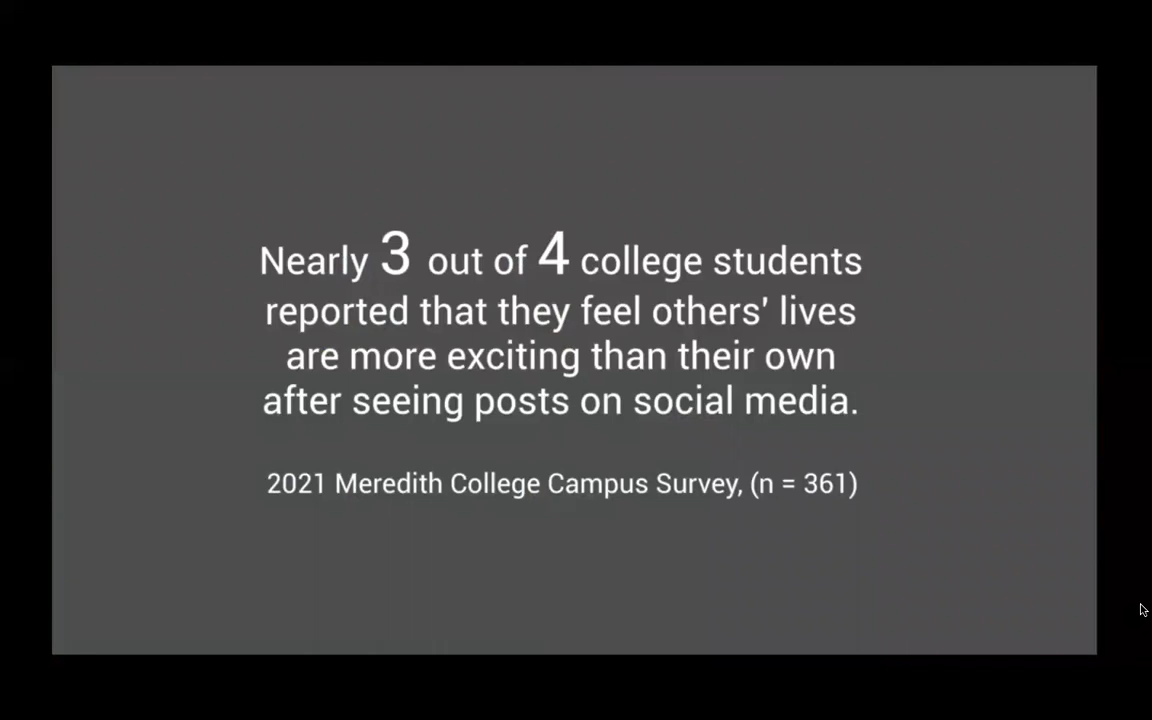 Nearly 3 out of 4 college students
reported that they feel others' lives
are more exciting than their own
after seeing posts on social media.
2021 Meredith College Campus Survey, (n = 361)